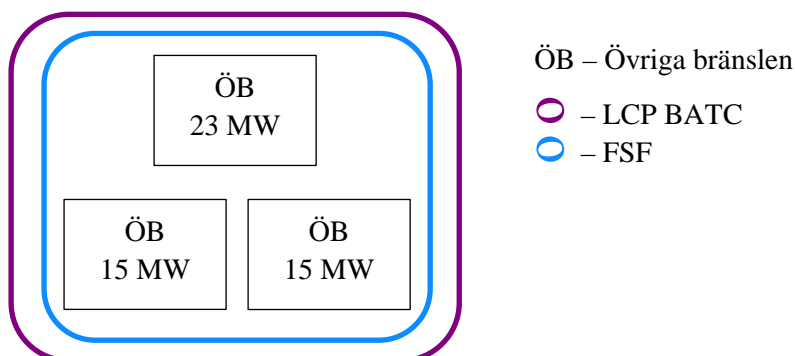 ÖB
23 MW
ÖB
15 MW
ÖB
15 MW
ÖB – Övriga bränslen
– LCP BATC
– FSF